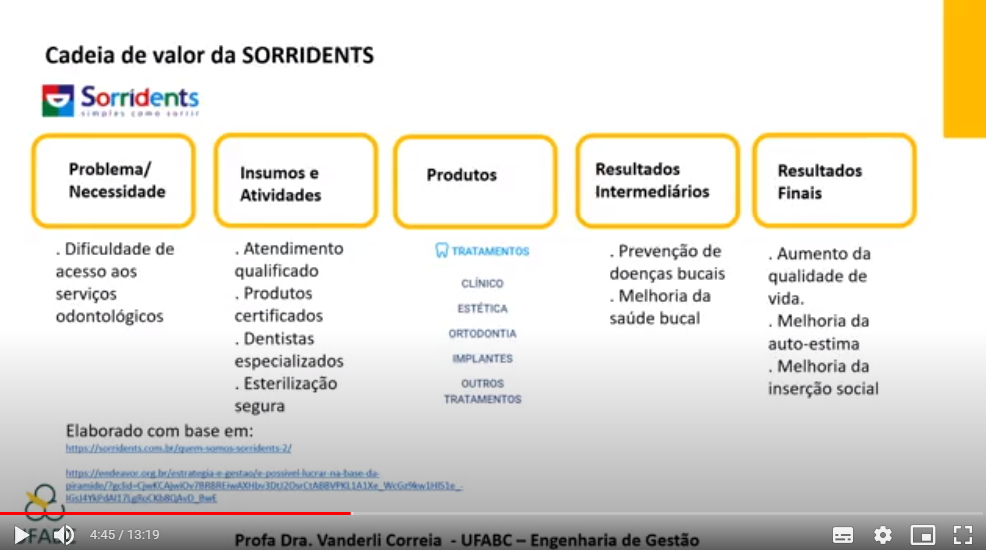 Cadeia de valor da SORRIDENTS
Sorridents
simples como sorrir
Problema/
Necessidade
Insumos e
Atividades
Produtos
Resultados
Intermediários
Resultados
Finais
. Dificuldade de
acesso aos
serviços
odontológicos
. Atendimento
qualificado
. Produtos
certificados
. Dentistas
especializados
. Esterilização
segura
TRATAMENTOS
CLÍNICO
ESTÉTICA
ORTODONTIA
IMPLANTES
OUTROS
TRATAMENTOS
. Prevenção de
doenças bucais
. Melhoria da
saúde bucal
. Aumento da
qualidade de
vida.
. Melhoria da
auto-estima
. Melhoria da
inserção social
Elaborado com base em:
https://sorridents.com.br/quem-somos-sorridents-2/
https://endeavor.org.br/estrategia-e-gestao/e-possivel-lucrar-na-base-da-
4:45 / 13:19
Profa Dra. Vanderli Correia - UFABC – Engenharia de Gestão